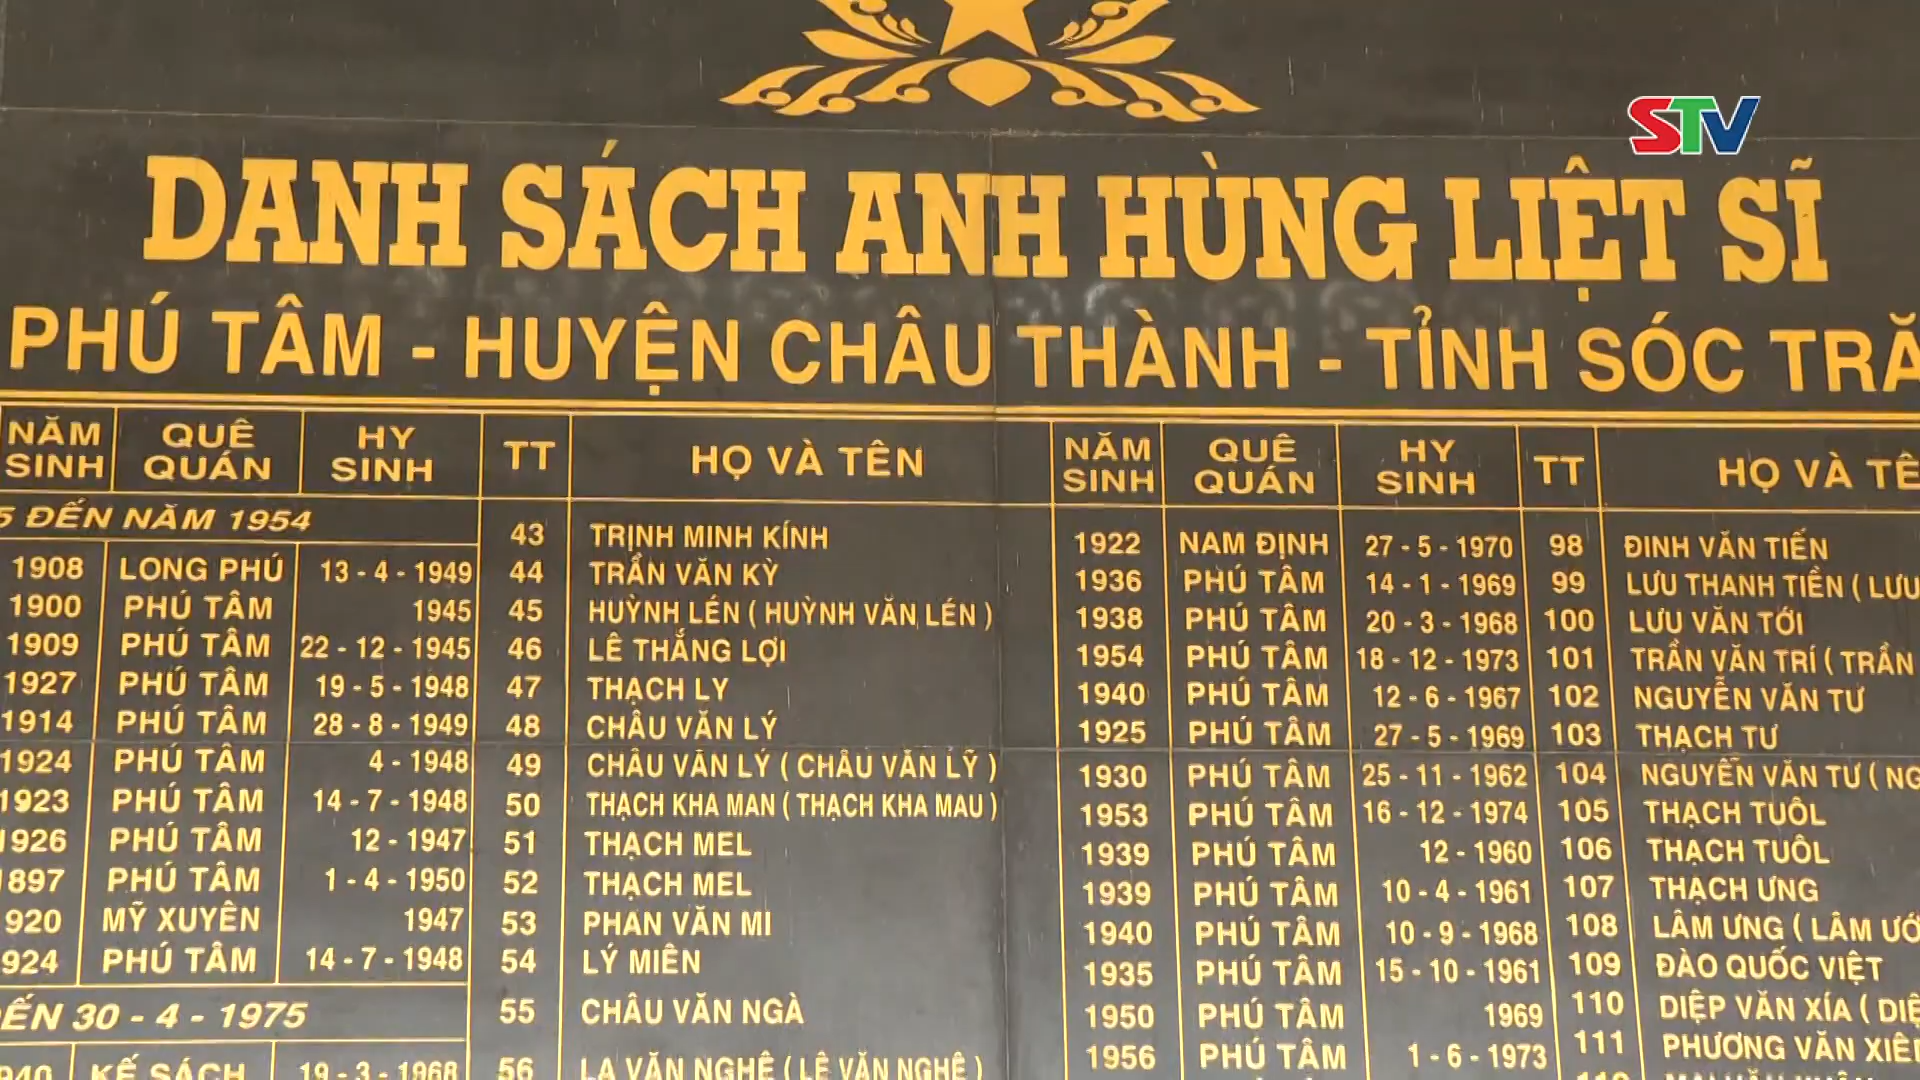 STV
DANH SÁCH ANH HÙNG LIỆT SĨ
PHÚ TÂM - HUYỆN CHÂU THÀNH - TỈNH SÓC TRĂ
NĂM SINH QUÊ QUÁN HY SINH TT HỌ VÀ TÊN NĂM SINH QUÊ QUÁN HY SINH TT HỌ VÀ TÊ
5 ĐẾN NĂM 1954 43 TRỊNH MINH KÍNH 1922 NAM ĐỊNH 27 - 5 - 1970 98 ĐINH VĂN TIẾN
1908 LONG PHÚ 13 - 4 - 1949 44 TRẦN VĂN KỲ 1936 PHÚ TÂM 14 - 1 - 1969 99 LƯU THANH TIỀN ( LƯU
1900 PHÚ TÂM 1945 45 HUỲNH LÉN ( HUỲNH VĂN LÉN ) 1938 PHÚ TÂM 20 - 3 - 1968 100 LƯU VĂN TỚI
1909 PHÚ TÂM 22 - 12 - 1945 46 LÊ THẮNG LỢI 1954 PHÚ TÂM 18 - 12 - 1973 101 TRẦN VĂN TRÍ ( TRẦN
1927 PHÚ TÂM 19 - 5 - 1948 47 THẠCH LY 1940 PHÚ TÂM 12 - 6 - 1967 102 NGUYỄN VĂN TƯ
1914 PHÚ TÂM 28 - 8 - 1949 48 CHÂU VĂN LÝ 1925 PHÚ TÂM 27 - 5 - 1969 103 THẠCH TƯ
1924 PHÚ TÂM 4 - 1948 49 CHÂU VĂN LÝ ( CHÂU VĂN LỸ ) 1930 PHÚ TÂM 25 - 11 - 1962 104 NGUYỄN VĂN TƯ ( NG
1923 PHÚ TÂM 14 - 7 - 1948 50 THẠCH KHA MAN ( THẠCH KHA MAU ) 1953 PHÚ TÂM 16 - 12 - 1974 105 THẠCH TUÔL
1926 PHÚ TÂM 12 - 1947 51 THẠCH MEL 1939 PHÚ TÂM 12 - 1960 106 THẠCH TUÔL
1897 PHÚ TÂM 1 - 4 - 1950 52 THẠCH MEL 1939 PHÚ TÂM 10 - 4 - 1961 107 THẠCH ƯNG
920 MỸ XUYÊN 1947 53 PHAN VĂN MI 1940 PHÚ TÂM 10 - 9 - 1968 108 LÂM ƯNG ( LÂM ƯỚ
924 PHÚ TÂM 14 - 7 - 1948 54 LÝ MIÊN 1935 PHÚ TÂM 15 - 10 - 1961 109 ĐÀO QUỐC VIỆT
ĐẾN 30 - 4 - 1975 55 CHÂU VĂN NGÀ 1950 PHÚ TÂM 1969 110 DIỆP VĂN XÍA ( DIỆ
940 KẾ SÁCH 19 - 3 - 1968 56 LA VĂN NGHÊ ( LÊ VĂN NGHÊ ) 1956 PHÚ TÂM 1 - 6 - 1973 111 PHƯƠNG VĂN XIÊ